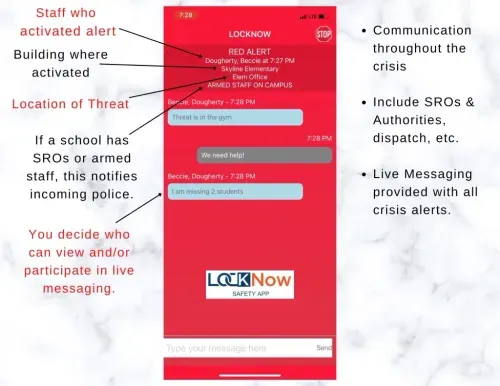 Staff who
activated alert
Building where
activated
Location of Threat
If a school has
SROs or armed
staff, this notifies
incoming police.
You decide who
can view and/or
participate in live
messaging.
7:28
LTE
LOCKNOW
STOP
RED ALERT
Dougherty, Beccie at 7:27 PM
Skyline Elementary
Elem Office
ARMED STAFF ON CAMPUS
Beccie, Dougherty - 7:28 PM
Threat is in the gym
7:28 PM
We need help!
Beccie, Dougherty - 7:28 PM
I am missing 2 students
LOCKNow
SAFETY APP
Type your message here
Send
• Communication
throughout the
crisis
• Include SROs &
Authorities,
dispatch, etc.
• Live Messaging
provided with all
crisis alerts.